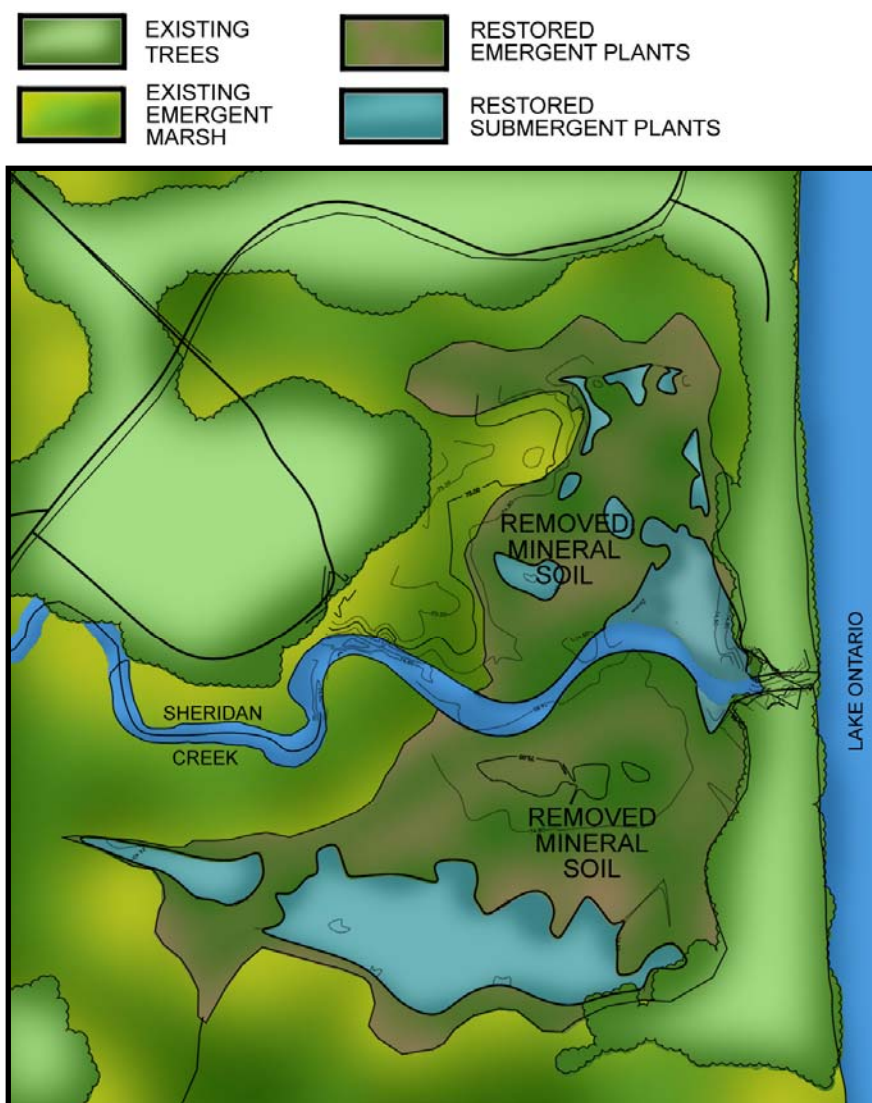 EXISTING
TREES
RESTORED
EMERGENT PLANTS
EXISTING
EMERGENT
MARSH
RESTORED
SUBMERGENT PLANTS
REMOVED
MINERAL
SOIL
SHERIDAN
CREEK
LAKE ONTARIO
REMOVED
MINERAL
SOIL